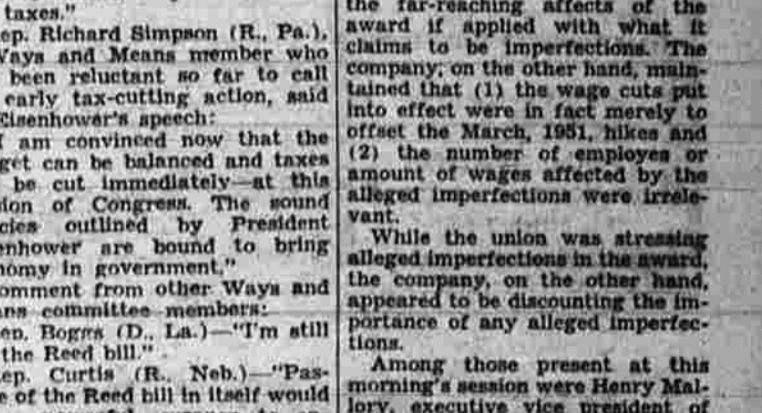 taxes."
ep. Richard Simpson (R., Pa.),
Ways and Means member who
been reluctant so far to call
early tax-cutting action, said
Eisenhower's speech:
I am convinced now that the
get can be balanced and taxes
be cut immediately—at this
ion of Congress. The sound
cies outlined by President
enhower are bound to bring
nomy in government."
omment from other Ways and
ans committee members:
ep. Boggs (D., La.)—"I'm still
the Reed bill."
ep. Curtis (R., Neb.)—"Pas-
e of the Reed bill in itself would
the far-reaching affects of the
award if applied with what it
claims to be imperfections. The
company, on the other hand, main-
tained that (1) the wage cuts put
into effect were in fact merely to
offset the March, 1951, hikes and
(2) the number of employes or
amount of wages affected by the
alleged imperfections were irrele-
vant.
While the union was stressing
alleged imperfections in the award,
the company, on the other hand,
appeared to be discounting the im-
portance of any alleged imperfec-
tions.
Among those present at this
morning's session were Henry Mal-
lory, executive vice president of